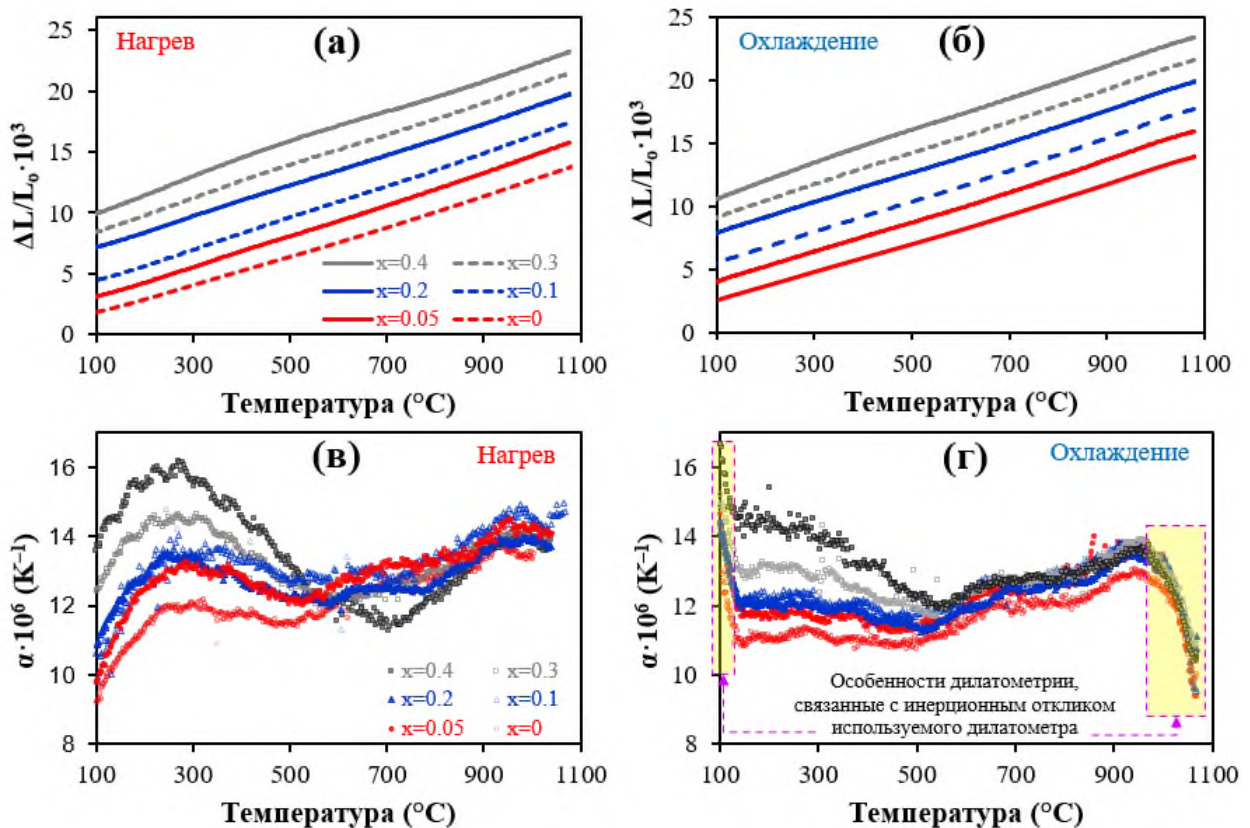 Нагрев
(а)
ΔL/Lₒ·10³
25
20
15
10
5
0
x=0.4
x=0.3
x=0.2
x=0.1
x=0.05
x=0
100
300
500
700
900
1100
Температура (°C)
Охлаждение
(б)
ΔL/Lₒ·10³
25
20
15
10
5
0
100
300
500
700
900
1100
Температура (°C)
(в)
Нагрев
α·10⁶ (K⁻¹)
16
14
12
10
8
x=0.4
x=0.3
x=0.2
x=0.1
x=0.05
x=0
100
300
500
700
900
1100
Температура (°C)
(г)
Охлаждение
α·10⁶ (K⁻¹)
16
14
12
10
8
Особенности дилатометрии,
связанные с инерционным откликом
используемого дилатометра
100
300
500
700
900
1100
Температура (°C)